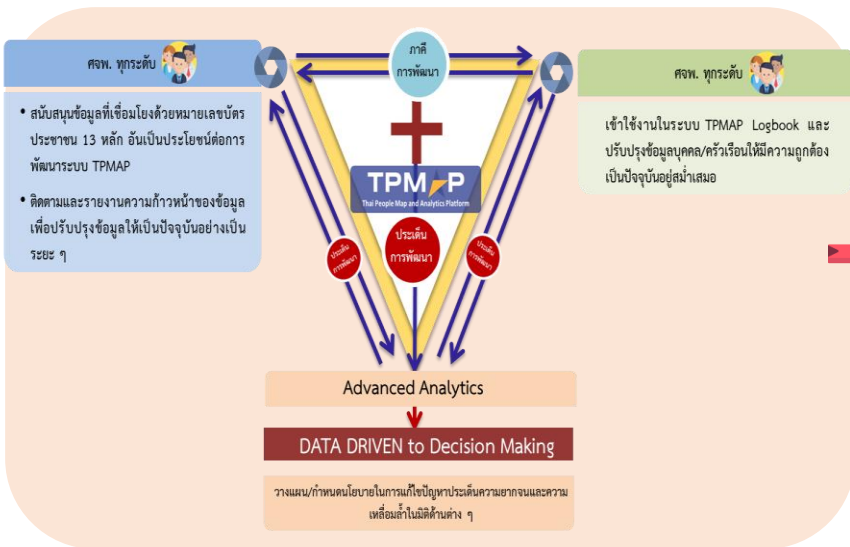 ศจพ. ทุกระดับ
• สนับสนุนข้อมูลที่เชื่อมโยงด้วยหมายเลขบัตร
ประชาชน 13 หลัก อันเป็นประโยชน์ต่อการ
พัฒนาระบบ TPMAP
• ติดตามและรายงานความก้าวหน้าของข้อมูล
เพื่อปรับปรุงข้อมูลให้เป็นปัจจุบันอย่างเป็น
ระยะ ๆ
ภาคี
การพัฒนา
TPMAP
Thai People Map and Analytics Platform
ประเด็น
การพัฒนา
ประเด็น
การพัฒนา
ประเด็น
การพัฒนา
ศจพ. ทุกระดับ
เข้าใช้งานในระบบ TPMAP Logbook และ
ปรับปรุงข้อมูลบุคคล/ครัวเรือนให้มีความถูกต้อง
เป็นปัจจุบันอยู่สม่ำเสมอ
Advanced Analytics
DATA DRIVEN to Decision Making
วางแผน/กำหนดนโยบายในการแก้ไขปัญหาประเด็นความยากจนและความ
เหลื่อมล้ำในมิติด้านต่าง ๆ